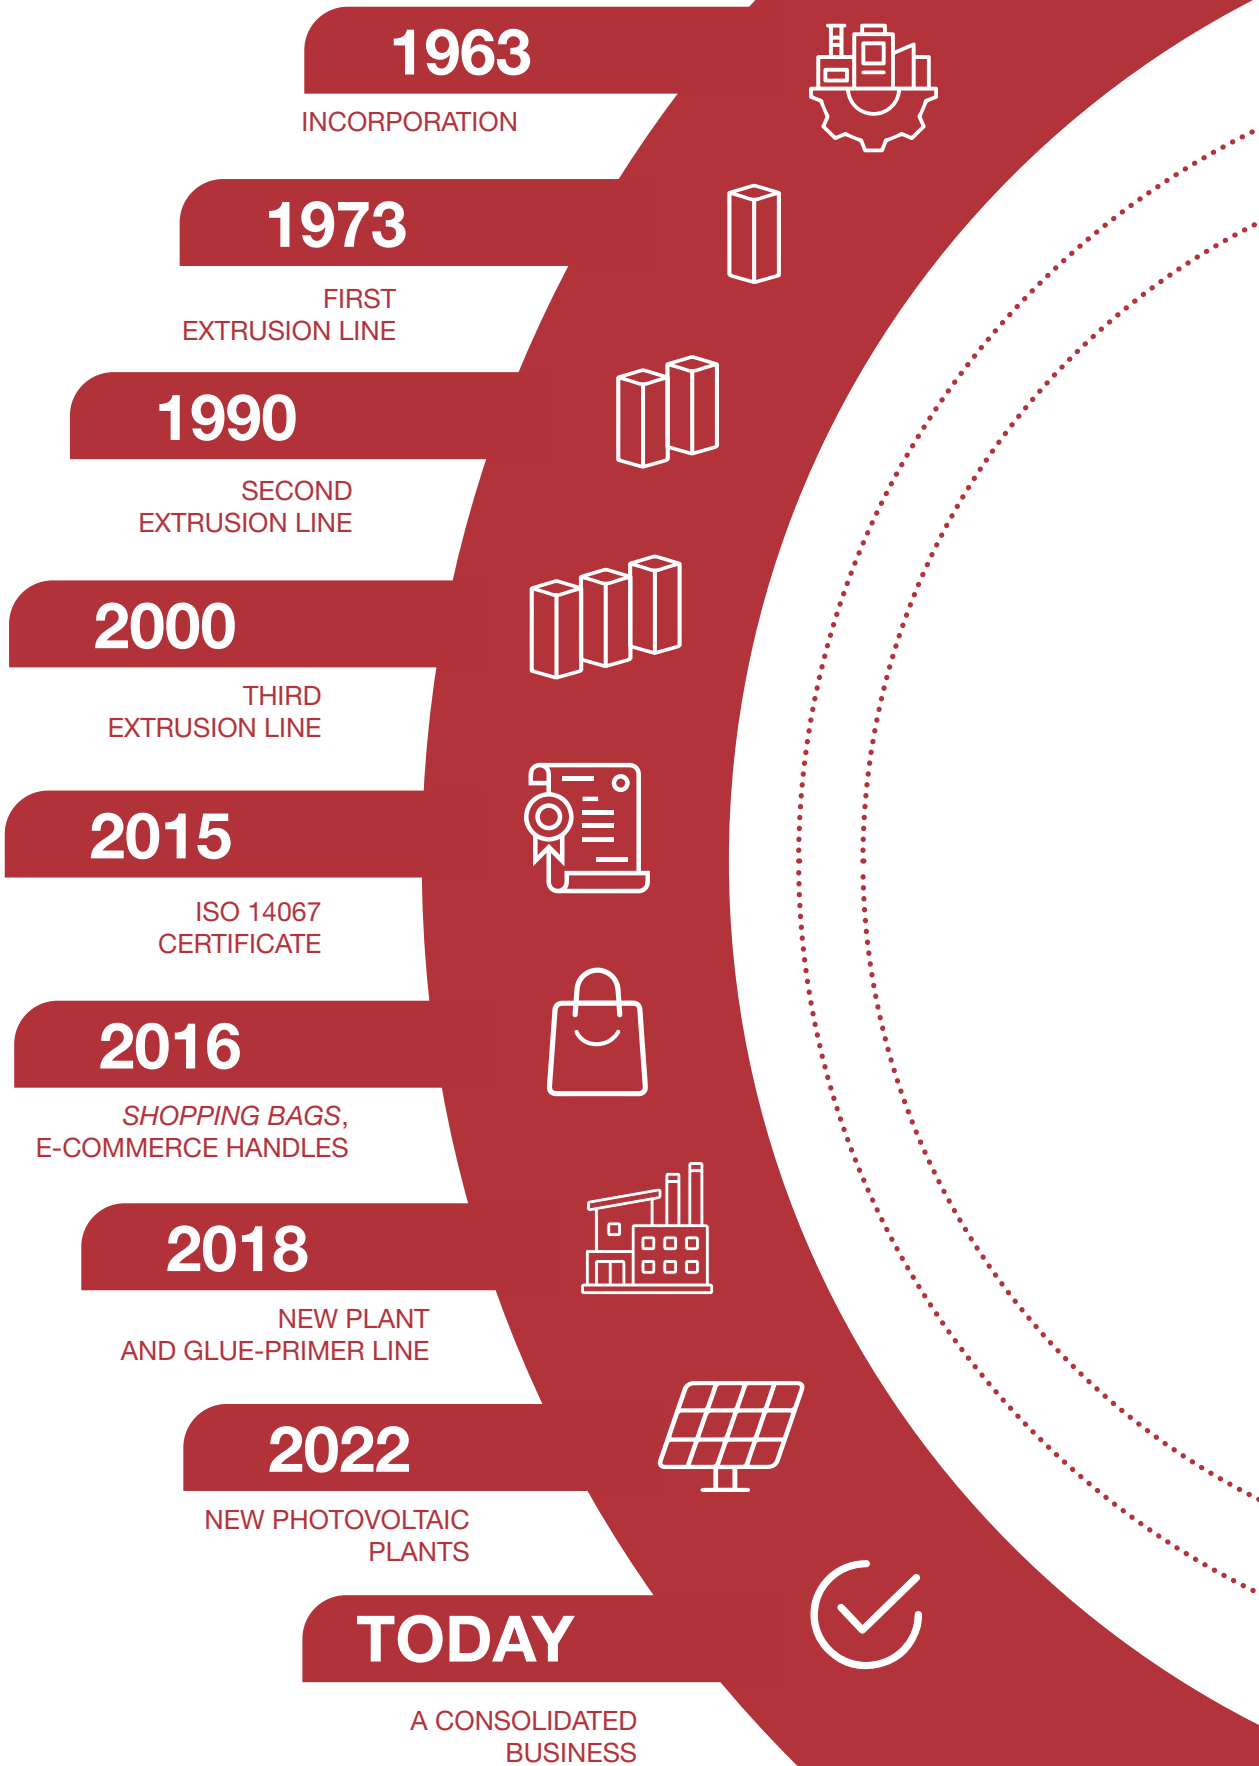 1963
INCORPORATION
1973
FIRST
EXTRUSION LINE
1990
SECOND
EXTRUSION LINE
2000
THIRD
EXTRUSION LINE
2015
ISO 14067
CERTIFICATE
2016
SHOPPING BAGS,
E-COMMERCE HANDLES
2018
NEW PLANT
AND GLUE-PRIMER LINE
2022
NEW PHOTOVOLTAIC
PLANTS
TODAY
A CONSOLIDATED
BUSINESS